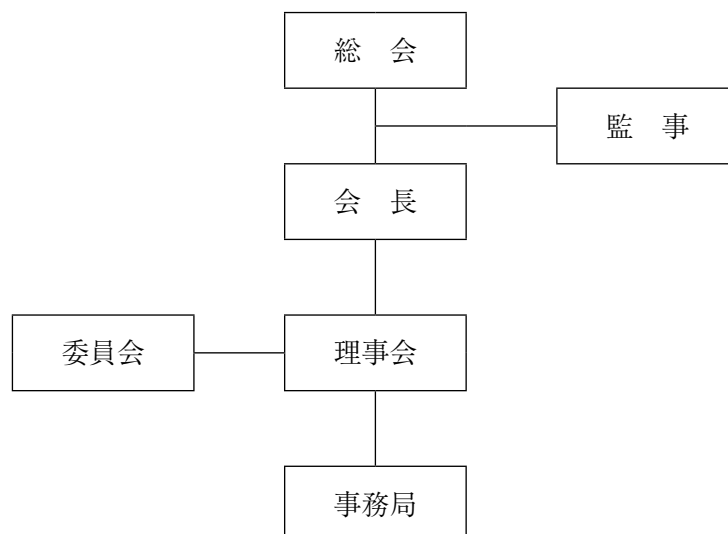 総　会
監　事
会　長
委員会
理事会
事務局